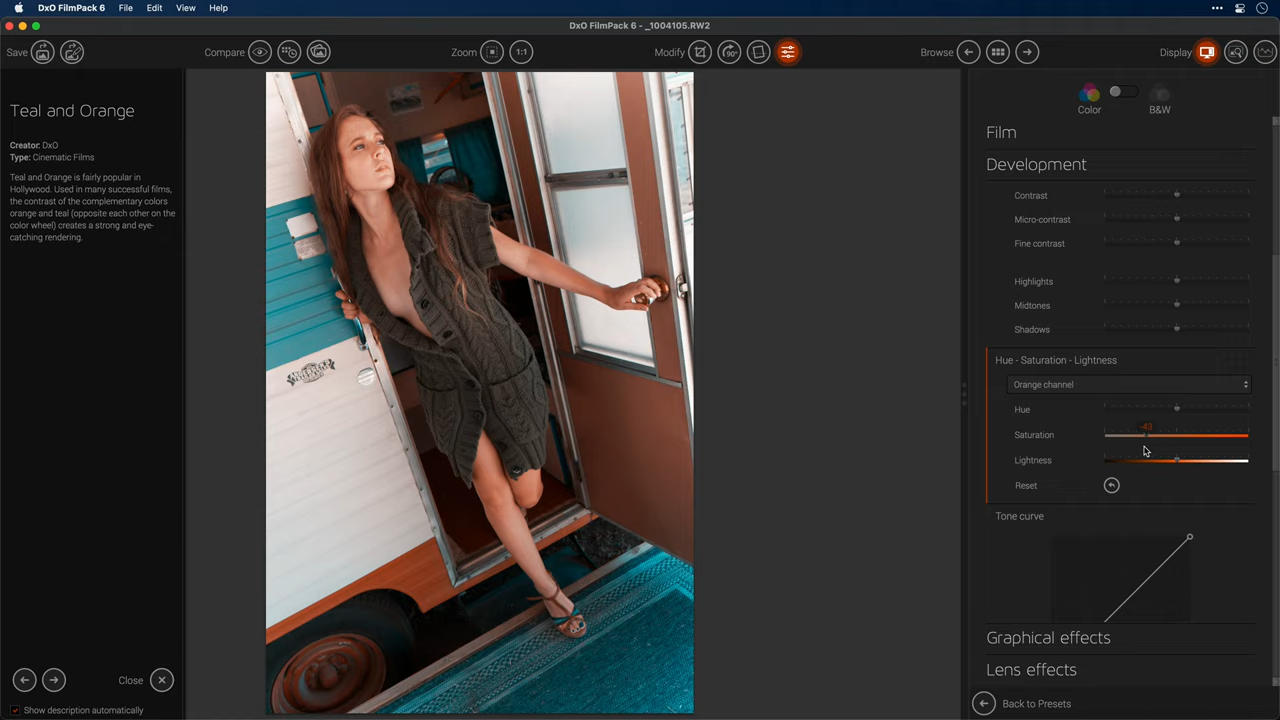 DxO FilmPack 6 File Edit View Help
DxO FilmPack 6 - _1004105.RW2
Save Compare Zoom 1:1 Modify 90° Browse Display
Teal and Orange
Creator: DxO
Type: Cinematic Films
Teal and Orange is fairly popular in
Hollywood. Used in many successful films,
the contrast of the complementary colors
orange and teal (opposite each other on the
color wheel) creates a strong and eye-
catching rendering.
Close
Show description automatically
Color B&W
Film
Development
Contrast
Micro-contrast
Fine contrast
Highlights
Midtones
Shadows
Hue - Saturation - Lightness
Orange channel
Hue
-43
Saturation
Lightness
Reset
Tone curve
Graphical effects
Lens effects
Back to Presets